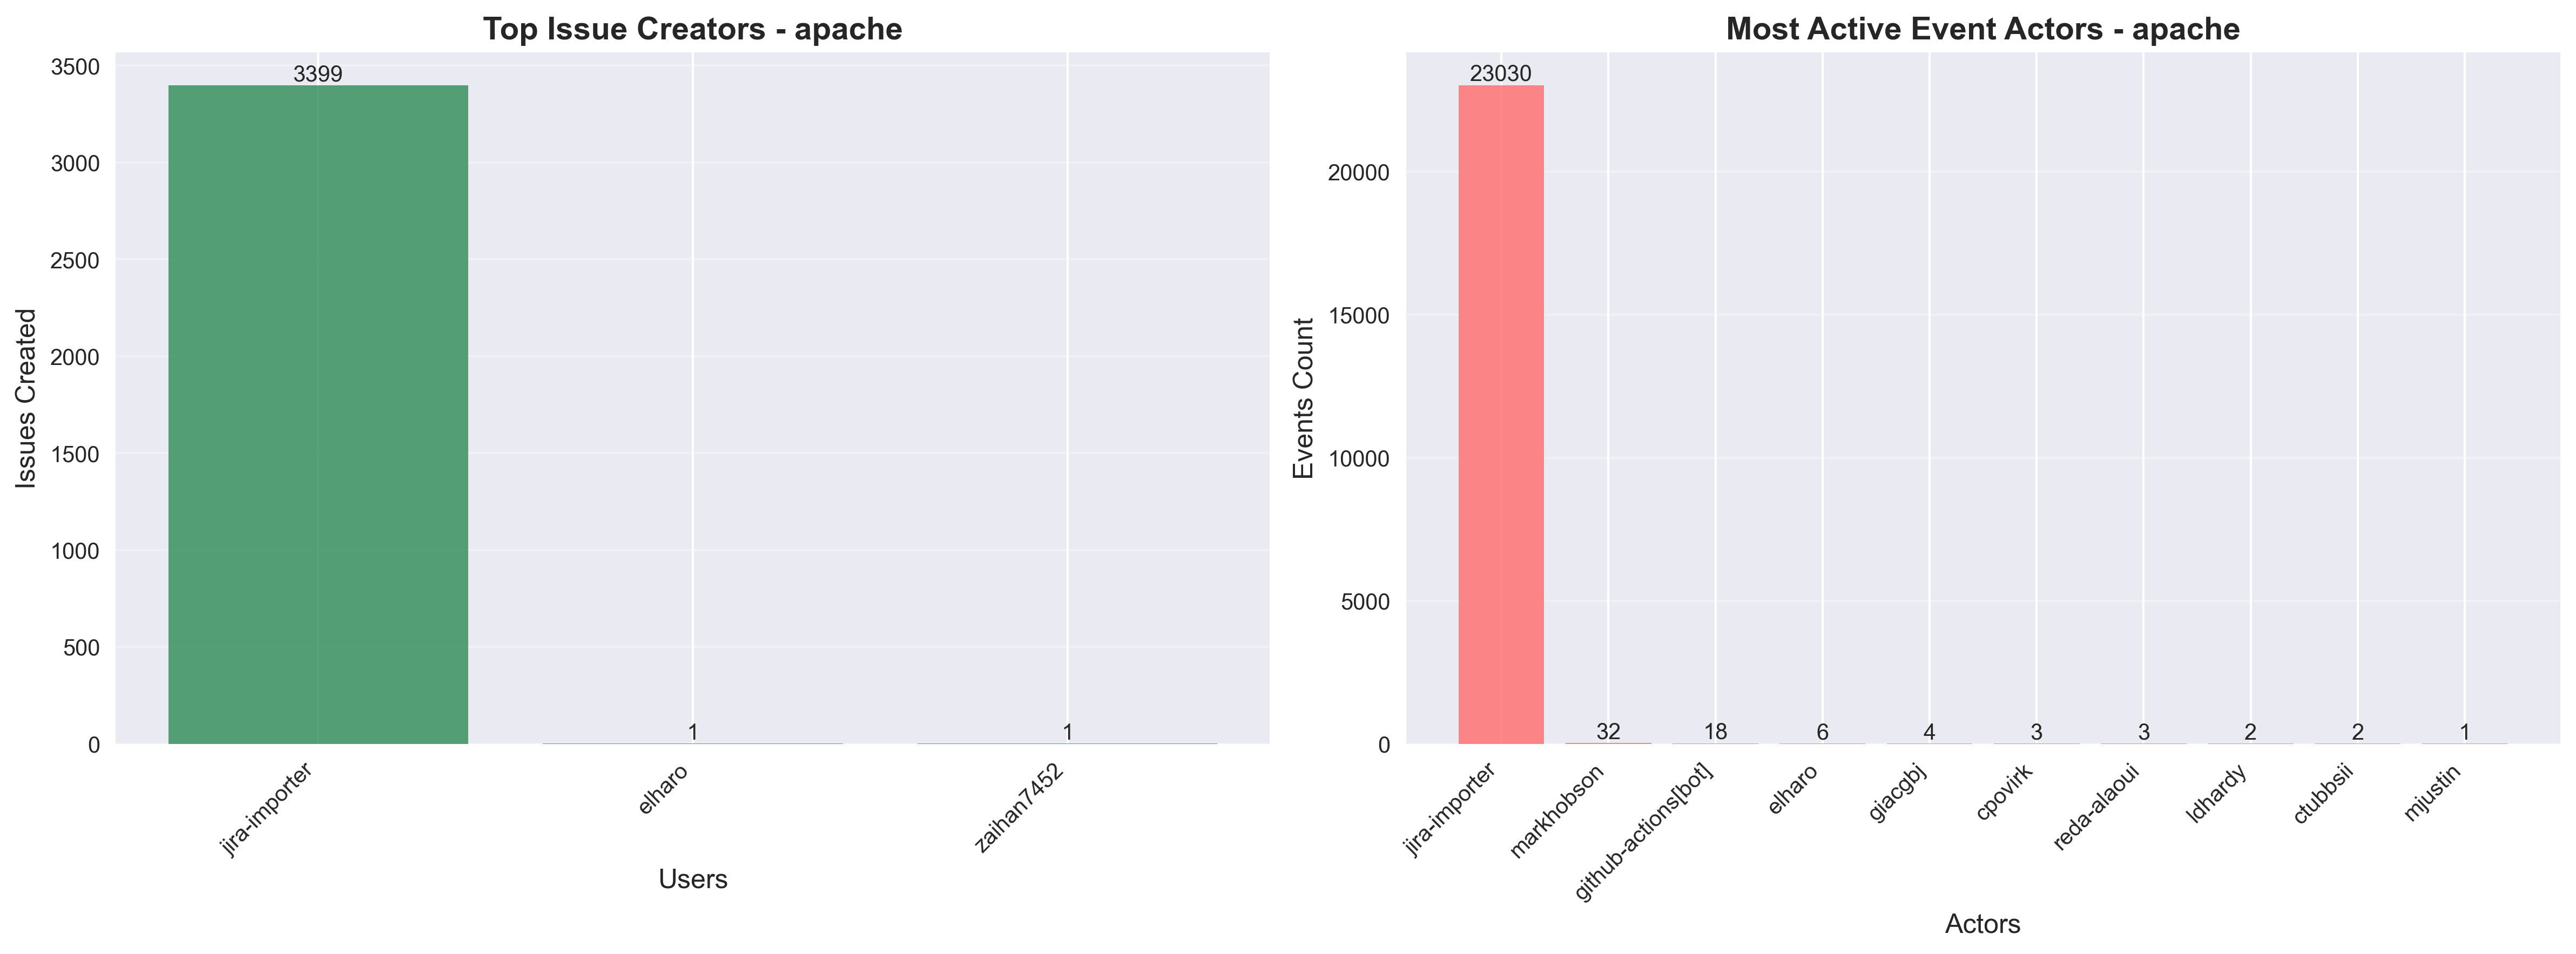 Top Issue Creators - apache
3500
3000
2500
2000
1500
1000
500
0
Issues Created
3399
1
1
jira-importer
elharo
zaihan7452
Users
Most Active Event Actors - apache
20000
15000
10000
5000
0
Events Count
23030
32
18
6
4
3
3
2
2
1
jira-importer
markhobson
github-actions[bot]
elharo
giacgbj
cpovirk
reda-alaoui
ldhardy
ctubbsii
mjustin
Actors